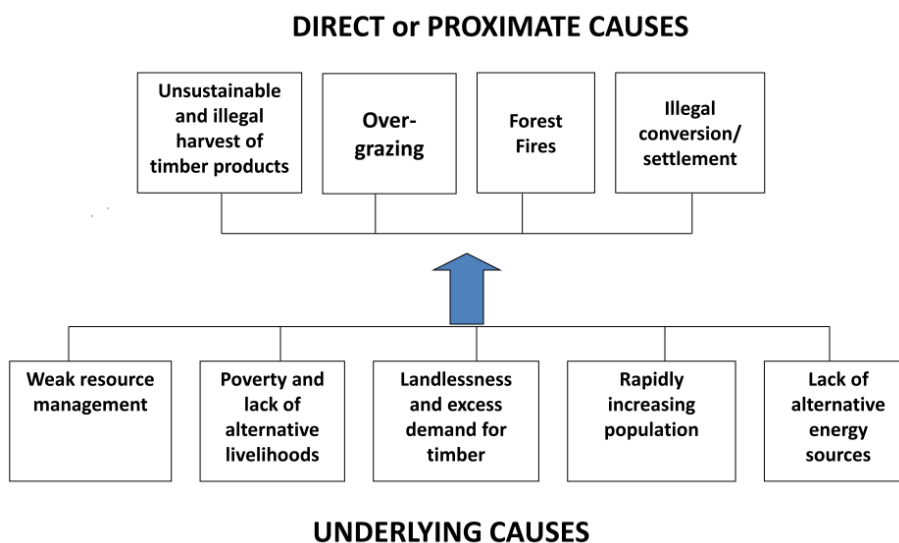 DIRECT or PROXIMATE CAUSES
Unsustainable
and illegal
harvest of
timber products
Over-
grazing
Forest
Fires
Illegal
conversion/
settlement
Weak resource
management
Poverty and
lack of
alternative
livelihoods
Landlessness
and excess
demand for
timber
Rapidly
increasing
population
Lack of
alternative
energy
sources
UNDERLYING CAUSES